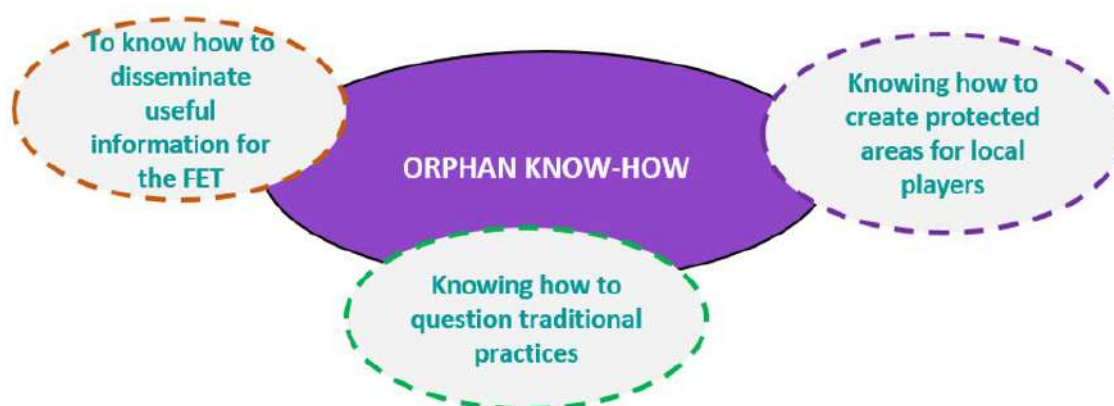 To know how to
disseminate
useful
information for
the FET
ORPHAN KNOW-HOW
Knowing how to
create protected
areas for local
players
Knowing how to
question traditional
practices